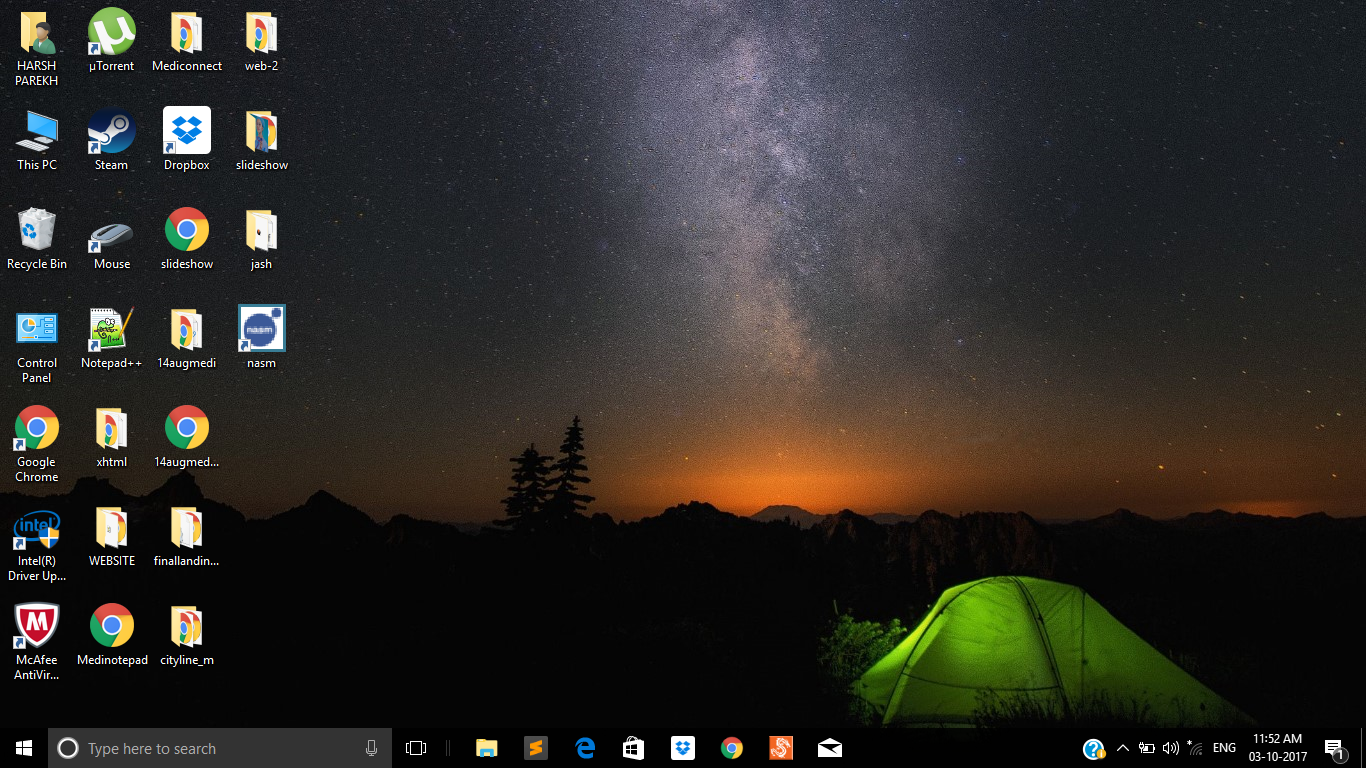 HARSH
PAREKH
µTorrent
Mediconnect
web-2
This PC
Steam
Dropbox
slideshow
Recycle Bin
Mouse
slideshow
jash
nasm
Control
Panel
Notepad++
14augmedi
nasm
Google
Chrome
xhtml
14augmed...
intel
Intel(R)
Driver Up...
WEBSITE
finallandin...
McAfee
AntiVir...
Medinotepad
cityline_m
Type here to search
ENG
11:52 AM
03-10-2017
1